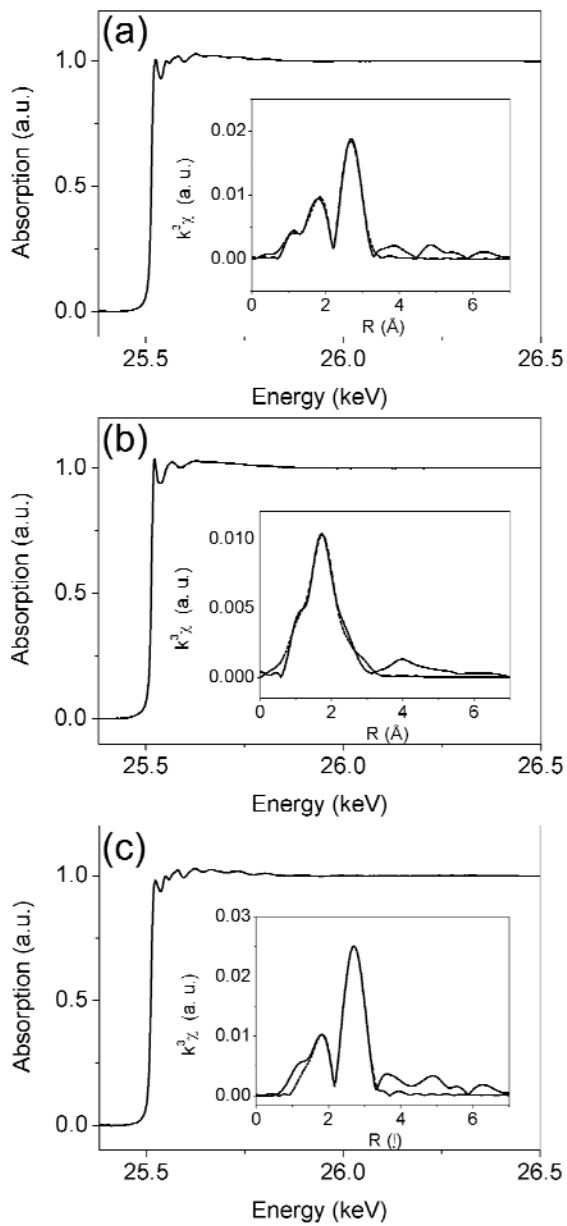 (a)
1.0
0.5
0.0
Absorption (a.u.)
0.02
0.01
0.00
k³χ (a. u.)
0 2 4 6
R (Å)
25.5 26.0 26.5
Energy (keV)
(b)
1.0
0.5
0.0
Absorption (a.u.)
0.010
0.005
0.000
k³χ (a. u.)
0 2 4 6
R (Å)
25.5 26.0 26.5
Energy (keV)
(c)
1.0
0.5
0.0
Absorption (a.u.)
0.03
0.02
0.01
0.00
k³χ (a. u.)
0 2 4 6
R (!)
25.5 26.0 26.5
Energy (keV)